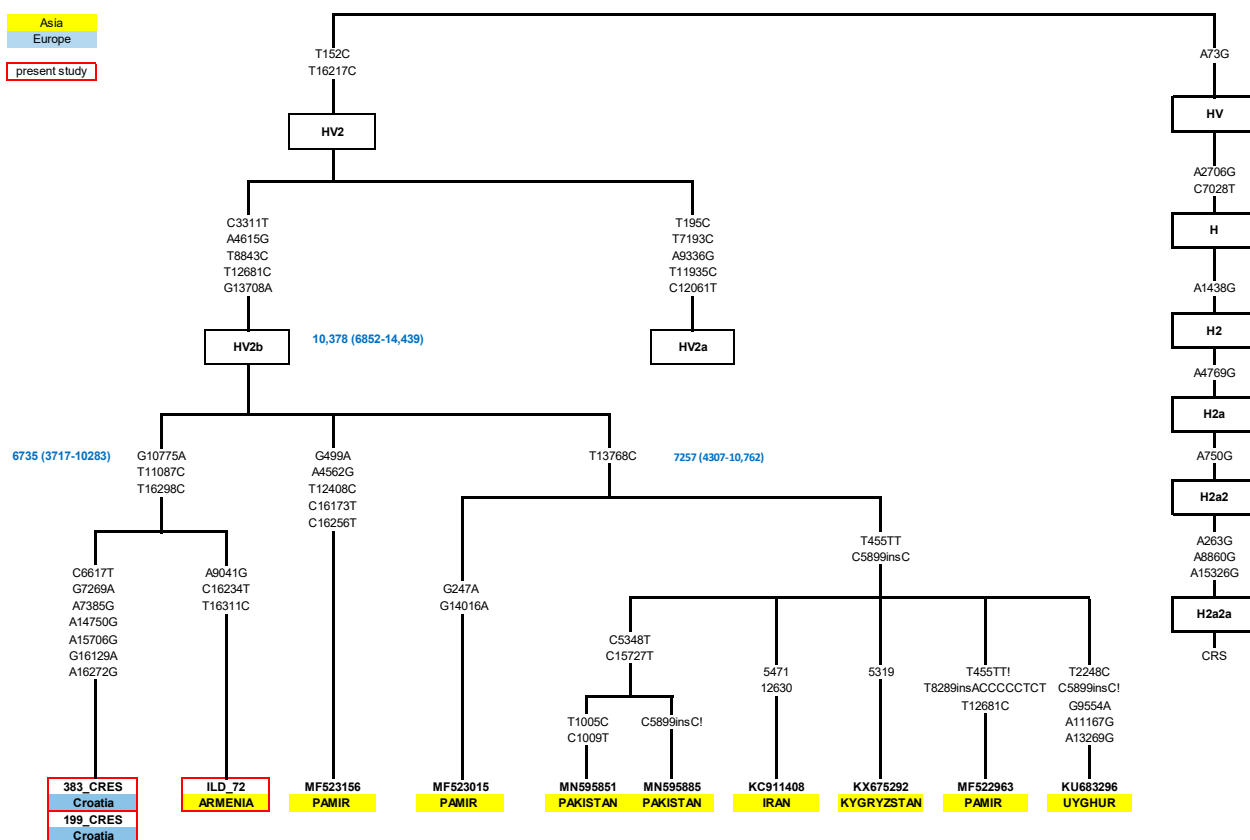 Asia
Europe
present study
T152C
T16217C
A73G
HV2
HV
A2706G
C7028T
C3311T
A4615G
T8843C
T12681C
G13708A
T195C
T7193C
A9336G
T11935C
C12061T
H
A1438G
HV2b
10,378 (6852-14,439)
HV2a
H2
A4769G
H2a
6735 (3717-10283)
G10775A
T11087C
T16298C
G499A
A4562G
T12408C
C16173T
C16256T
T13768C
7257 (4307-10,762)
A750G
H2a2
A263G
A8860G
A15326G
H2a2a
CRS
C6617T
G7269A
A7385G
A14750G
A15706G
G16129A
A16272G
A9041G
C16234T
T16311C
G247A
G14016A
T455TT
C5899insC
C5348T
C15727T
T1005C
C1009T
C5899insC!
5471
12630
5319
T455TT!
T8289insACCCCCTCT
T12681C
T2248C
C5899insC!
G9554A
A11167G
A13269G
383_CRES
Croatia
199_CRES
Croatia
ILD_72
ARMENIA
MF523156
PAMIR
MF523015
PAMIR
MN595851
PAKISTAN
MN595885
PAKISTAN
KC911408
IRAN
KX675292
KYGRYZSTAN
MF522963
PAMIR
KU683296
UYGHUR